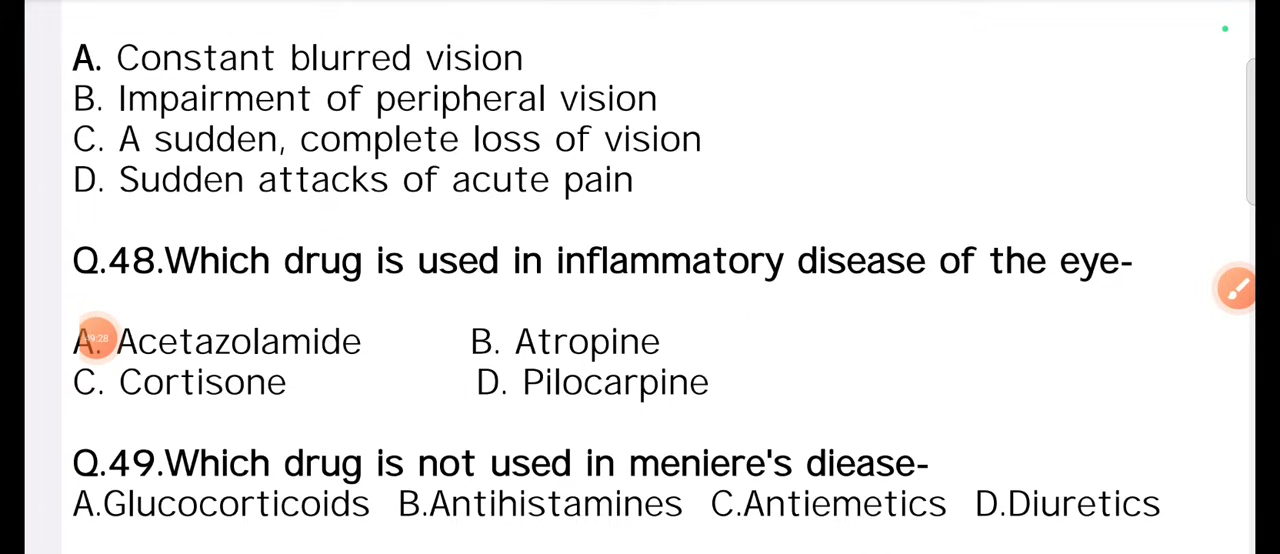 A. Constant blurred vision
B. Impairment of peripheral vision
C. A sudden, complete loss of vision
D. Sudden attacks of acute pain
Q.48.Which drug is used in inflammatory disease of the eye-
A. Acetazolamide B. Atropine
C. Cortisone D. Pilocarpine
Q.49.Which drug is not used in meniere's diease-
A.Glucocorticoids B.Antihistamines C.Antiemetics D.Diuretics